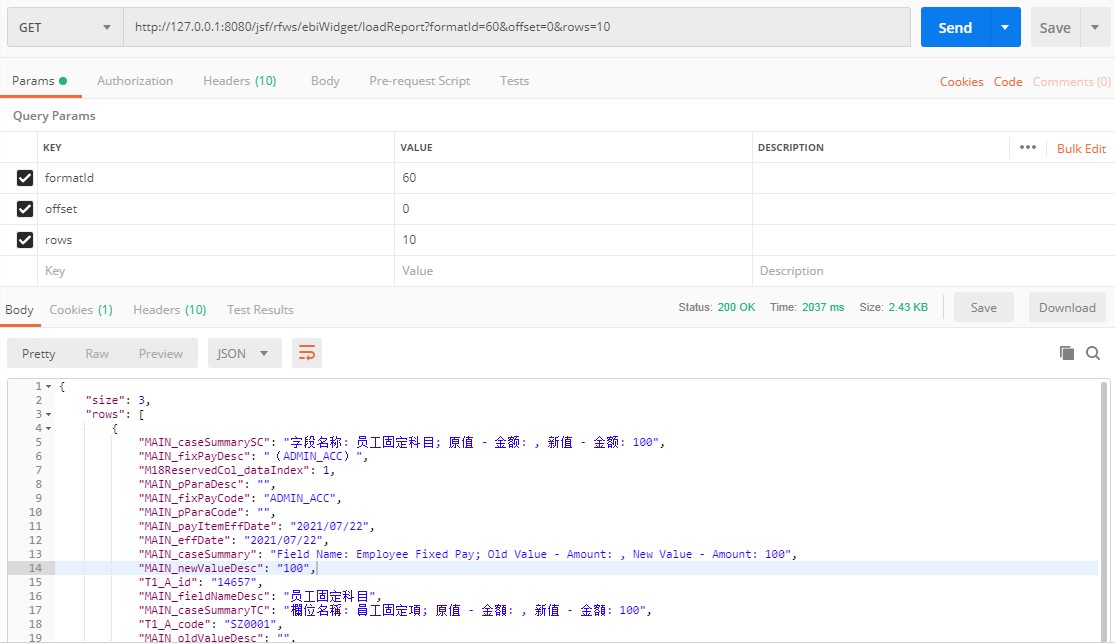 GET http://127.0.0.1:8080/jsf/rfws/ebiWidget/loadReport?formatId=60&offset=0&rows=10 Send Save
Params Authorization Headers (10) Body Pre-request Script Tests Cookies Code Comments (0)
Query Params
KEY VALUE DESCRIPTION ••• Bulk Edit
formatId 60
offset 0
rows 10
Key Value Description
Body Cookies (1) Headers (10) Test Results Status: 200 OK Time: 2037 ms Size: 2.43 KB Save Download
Pretty Raw Preview JSON
1 {
2 "size": 3,
3 "rows": [
4 {
5 "MAIN_caseSummarySC": "字段名称: 员工固定科目; 原值 - 金额: , 新值 - 金额: 100",
6 "MAIN_fixPayDesc": " (ADMIN_ACC) ",
7 "M18ReservedCol_dataIndex": 1,
8 "MAIN_pParaDesc": "",
9 "MAIN_fixPayCode": "ADMIN_ACC",
10 "MAIN_pParaCode": "",
11 "MAIN_payItemEffDate": "2021/07/22",
12 "MAIN_effDate": "2021/07/22",
13 "MAIN_caseSummary": "Field Name: Employee Fixed Pay; Old Value - Amount: , New Value - Amount: 100",
14 "MAIN_newValueDesc": "100",
15 "T1_A_id": "14657",
16 "MAIN_fieldNameDesc": "员工固定科目",
17 "MAIN_caseSummaryTC": "欄位名稱: 員工固定項; 原值 - 金額: , 新值 - 金額: 100",
18 "T1_A_code": "SZ0001",
19 "MAIN_oldValueDesc": "",